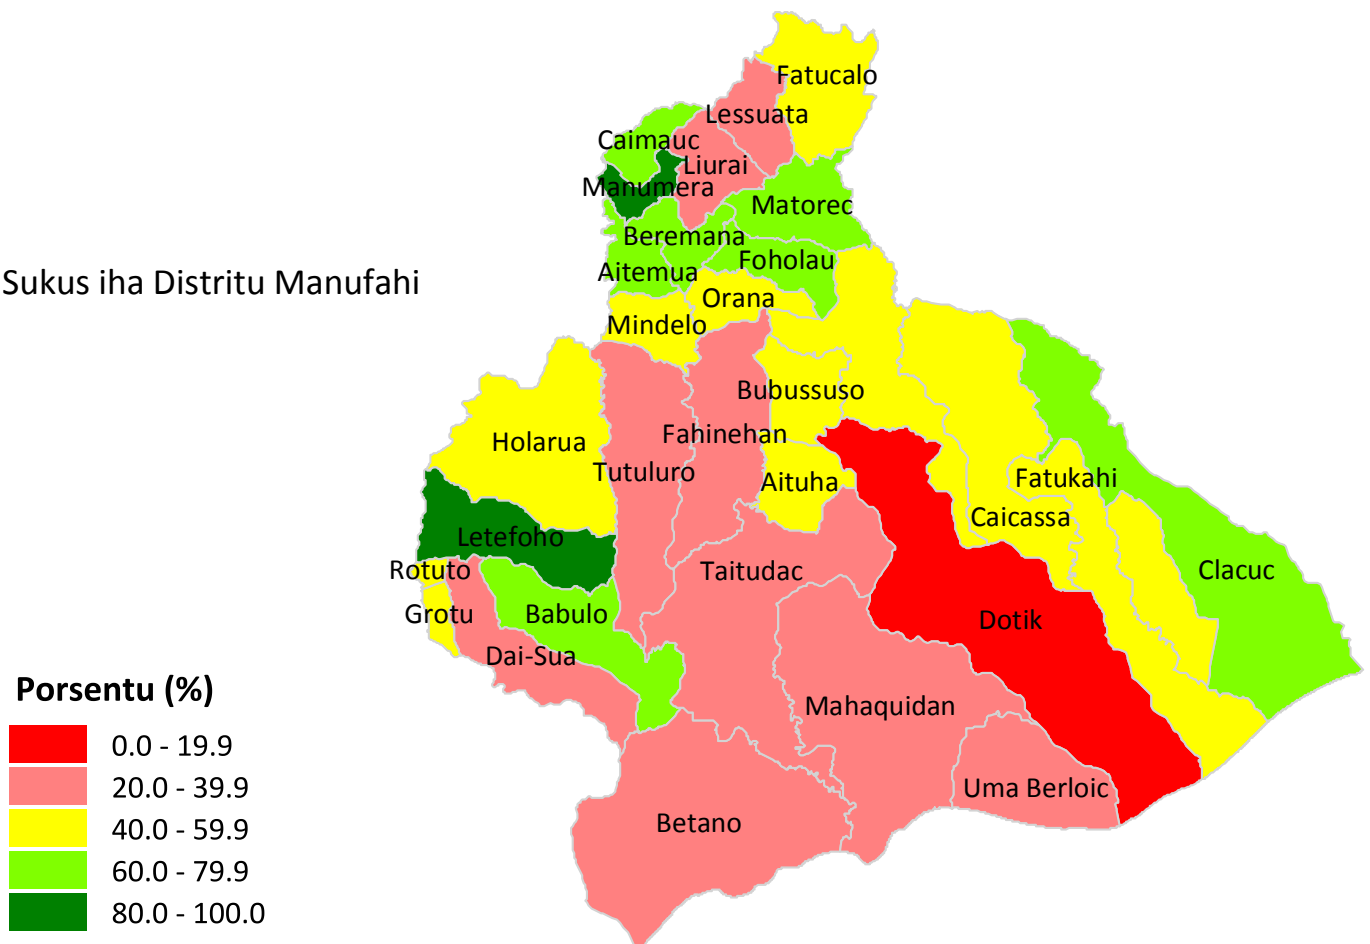 Fatucalo
Lessuata
Caimauc
Liurai
Manumera
Matorec
Beremana
Foholau
Aitemua
Sukus iha Distritu Manufahi
Orana
Mindelo
Bubussuso
Fahinehan
Holarua
Tutuluro
Aituha
Fatukahi
Caicassa
Letefoho
Rotuto
Taitudac
Clacuc
Grotu
Babulo
Dotik
Dai-Sua
Mahaquidan
Uma Berloic
Betano
Porsentu (%)
0.0 - 19.9
20.0 - 39.9
40.0 - 59.9
60.0 - 79.9
80.0 - 100.0